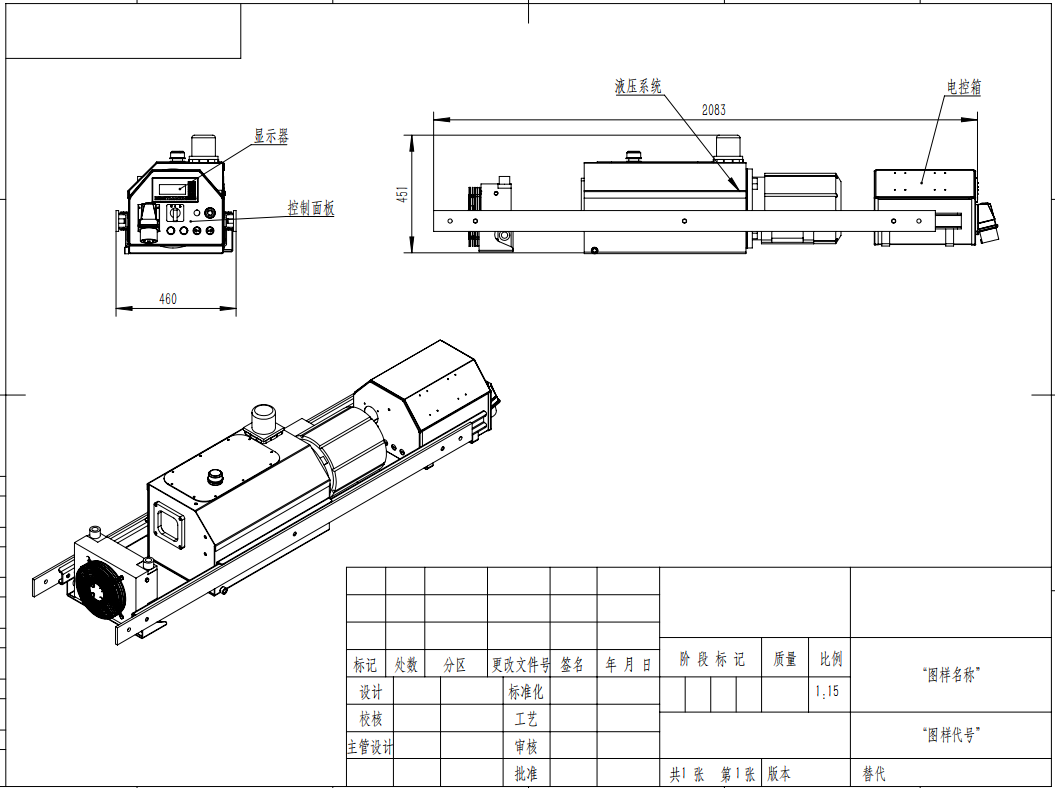 液压系统
电控箱
2083
显示器
451
控制面板
460
标记 处数 分区 更改文件号 签名 年 月 日
阶 段 标 记 质量 比例
"图样名称"
设计 标准化
1:15
校核 工艺
"图样代号"
主管设计 审核
批准
共1 张 第1张 版本 替代